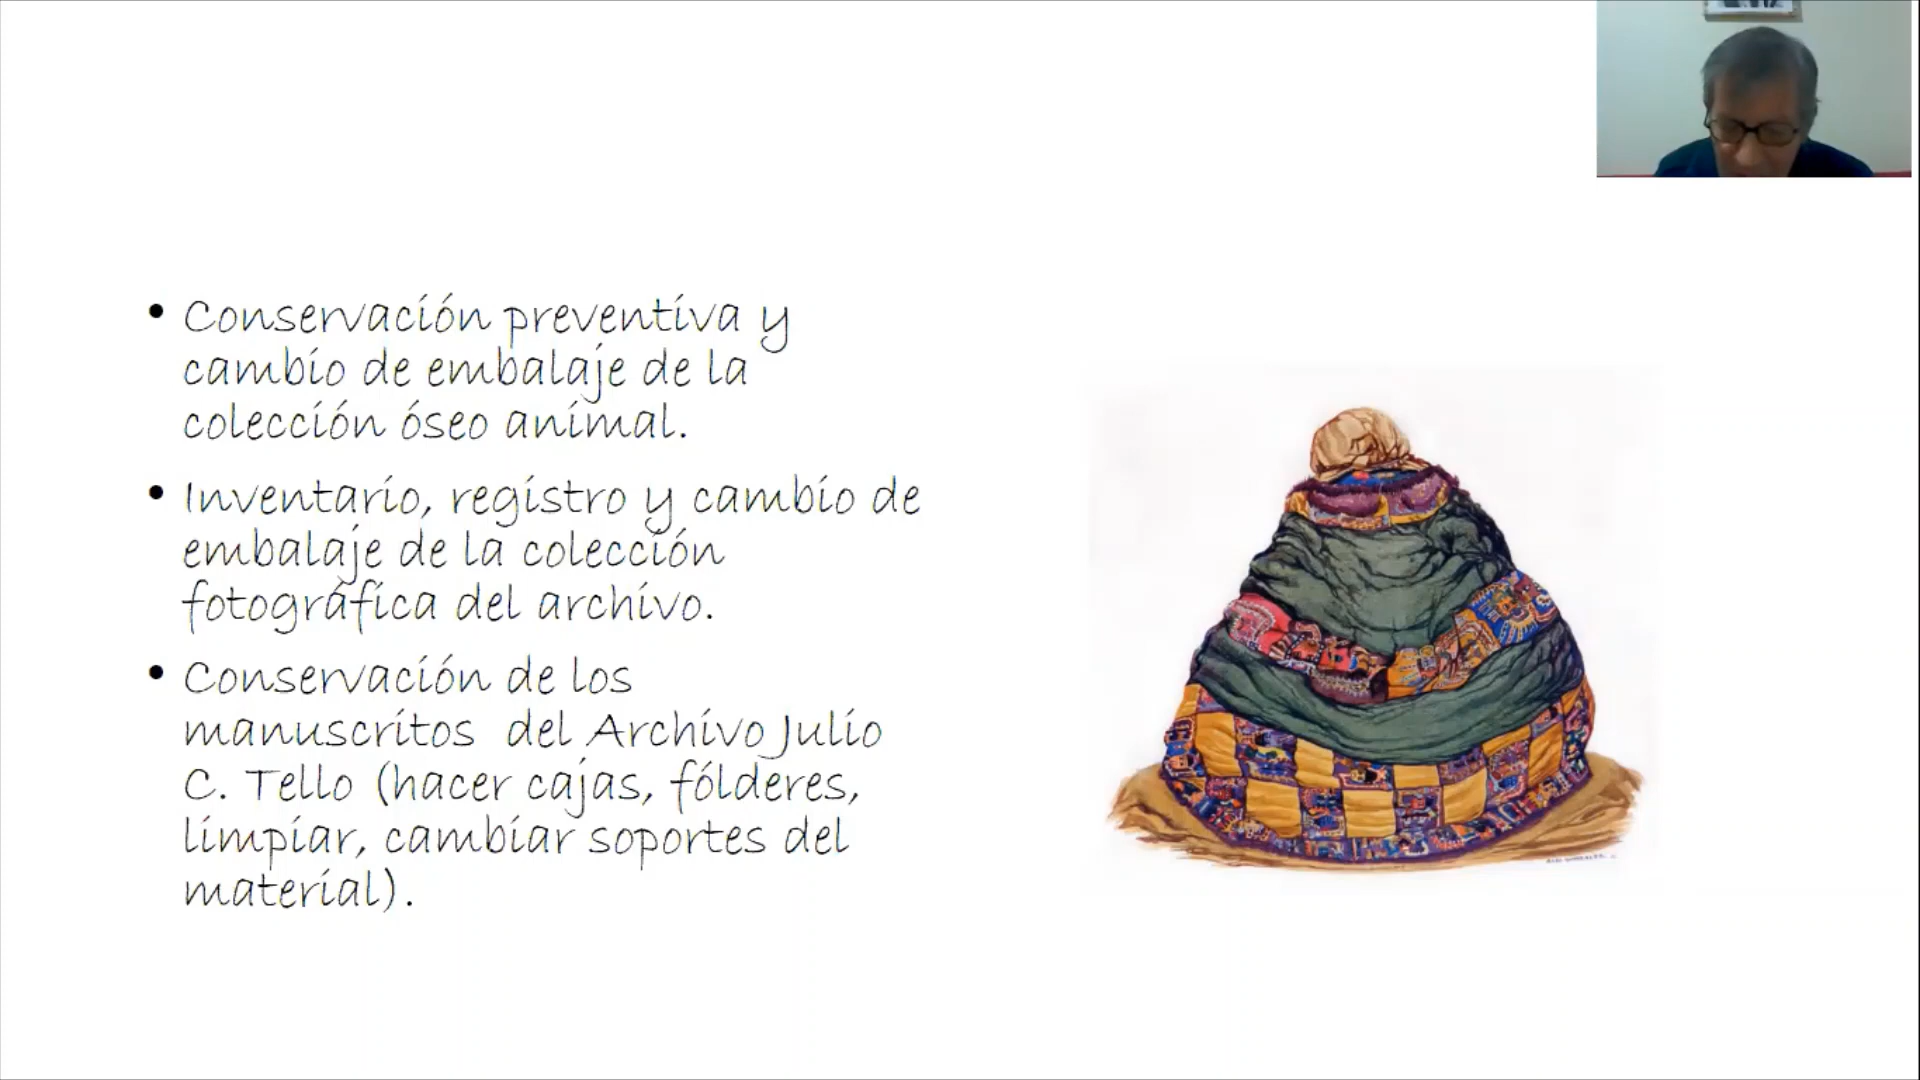 • Conservación preventiva y
cambio de embalaje de la
colección óseo animal.
• Inventario, registro y cambio de
embalaje de la colección
fotográfica del archivo.
• Conservación de los
manuscritos del Archivo Julio
C. Tello (hacer cajas, fólderes,
limpiar, cambiar soportes del
material).